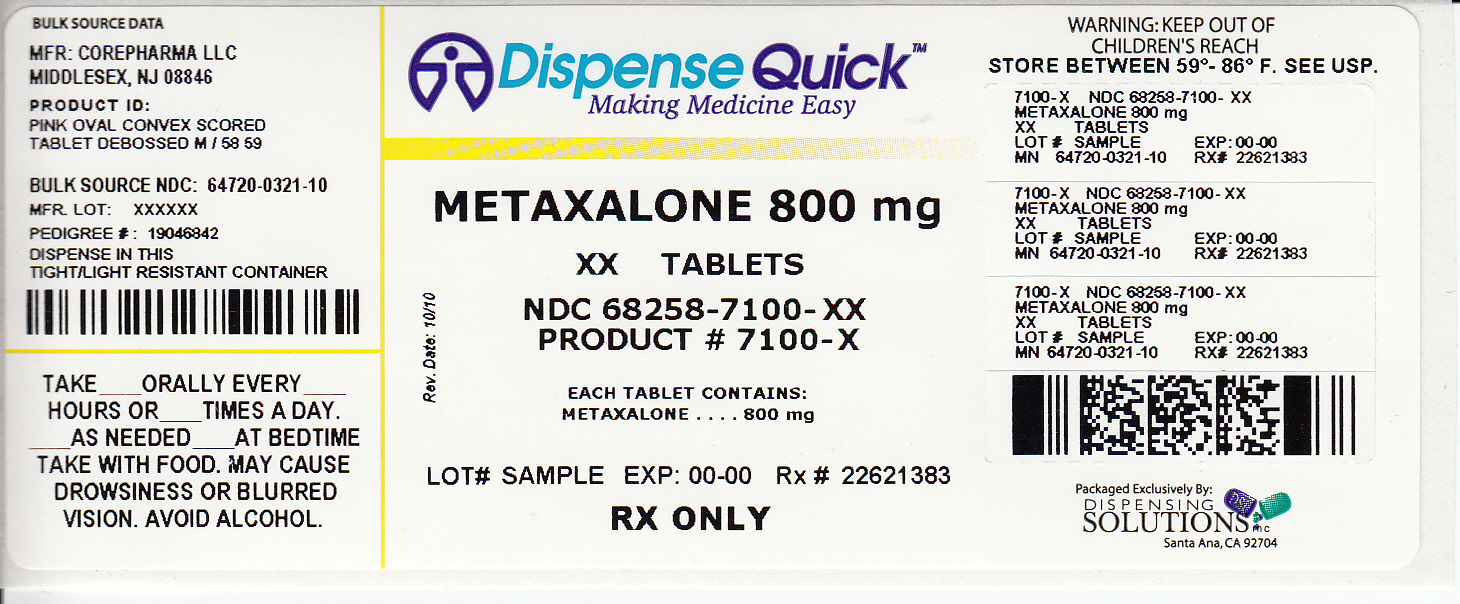 BULK SOURCE DATA
MFR: COREPHARMA LLC
MIDDLESEX, NJ 08846
PRODUCT ID:
PINK OVAL CONVEX SCORED
TABLET DEBOSSED M / 58 59
BULK SOURCE NDC: 64720-0321-10
MFR. LOT: XXXXXX
PEDIGREE # : 19046842
DISPENSE IN THIS
TIGHT/LIGHT RESISTANT CONTAINER
TAKE___ORALLY EVERY___
HOURS OR___TIMES A DAY.
___AS NEEDED___AT BEDTIME
TAKE WITH FOOD. MAY CAUSE
DROWSINESS OR BLURRED
VISION. AVOID ALCOHOL.
Dispense Quick™
Making Medicine Easy
METAXALONE 800 mg
XX TABLETS
NDC 68258-7100-XX
PRODUCT # 7100-X
Rev. Date: 10/10
EACH TABLET CONTAINS:
METAXALONE . . . . 800 mg
LOT# SAMPLE EXP: 00-00 Rx # 22621383
RX ONLY
WARNING: KEEP OUT OF
CHILDREN'S REACH
STORE BETWEEN 59°- 86° F. SEE USP.
7100-X NDC 68258-7100- XX
METAXALONE 800 mg
XX TABLETS
LOT # SAMPLE EXP: 00-00
MN 64720-0321-10 RX# 22621383
7100-X NDC 68258-7100- XX
METAXALONE 800 mg
XX TABLETS
LOT # SAMPLE EXP: 00-00
MN 64720-0321-10 RX# 22621383
7100-X NDC 68258-7100- XX
METAXALONE 800 mg
XX TABLETS
LOT # SAMPLE EXP: 00-00
MN 64720-0321-10 RX# 22621383
Packaged Exclusively By:
DISPENSING
SOLUTIONS inc
Santa Ana, CA 92704